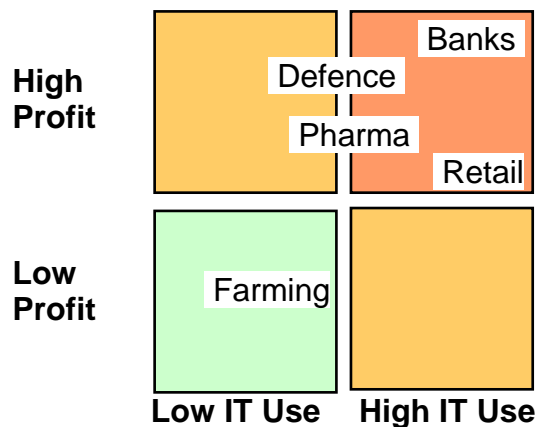 Banks
High
Profit
Defence
Pharma
Retail
Low
Profit
Farming
Low IT Use
High IT Use